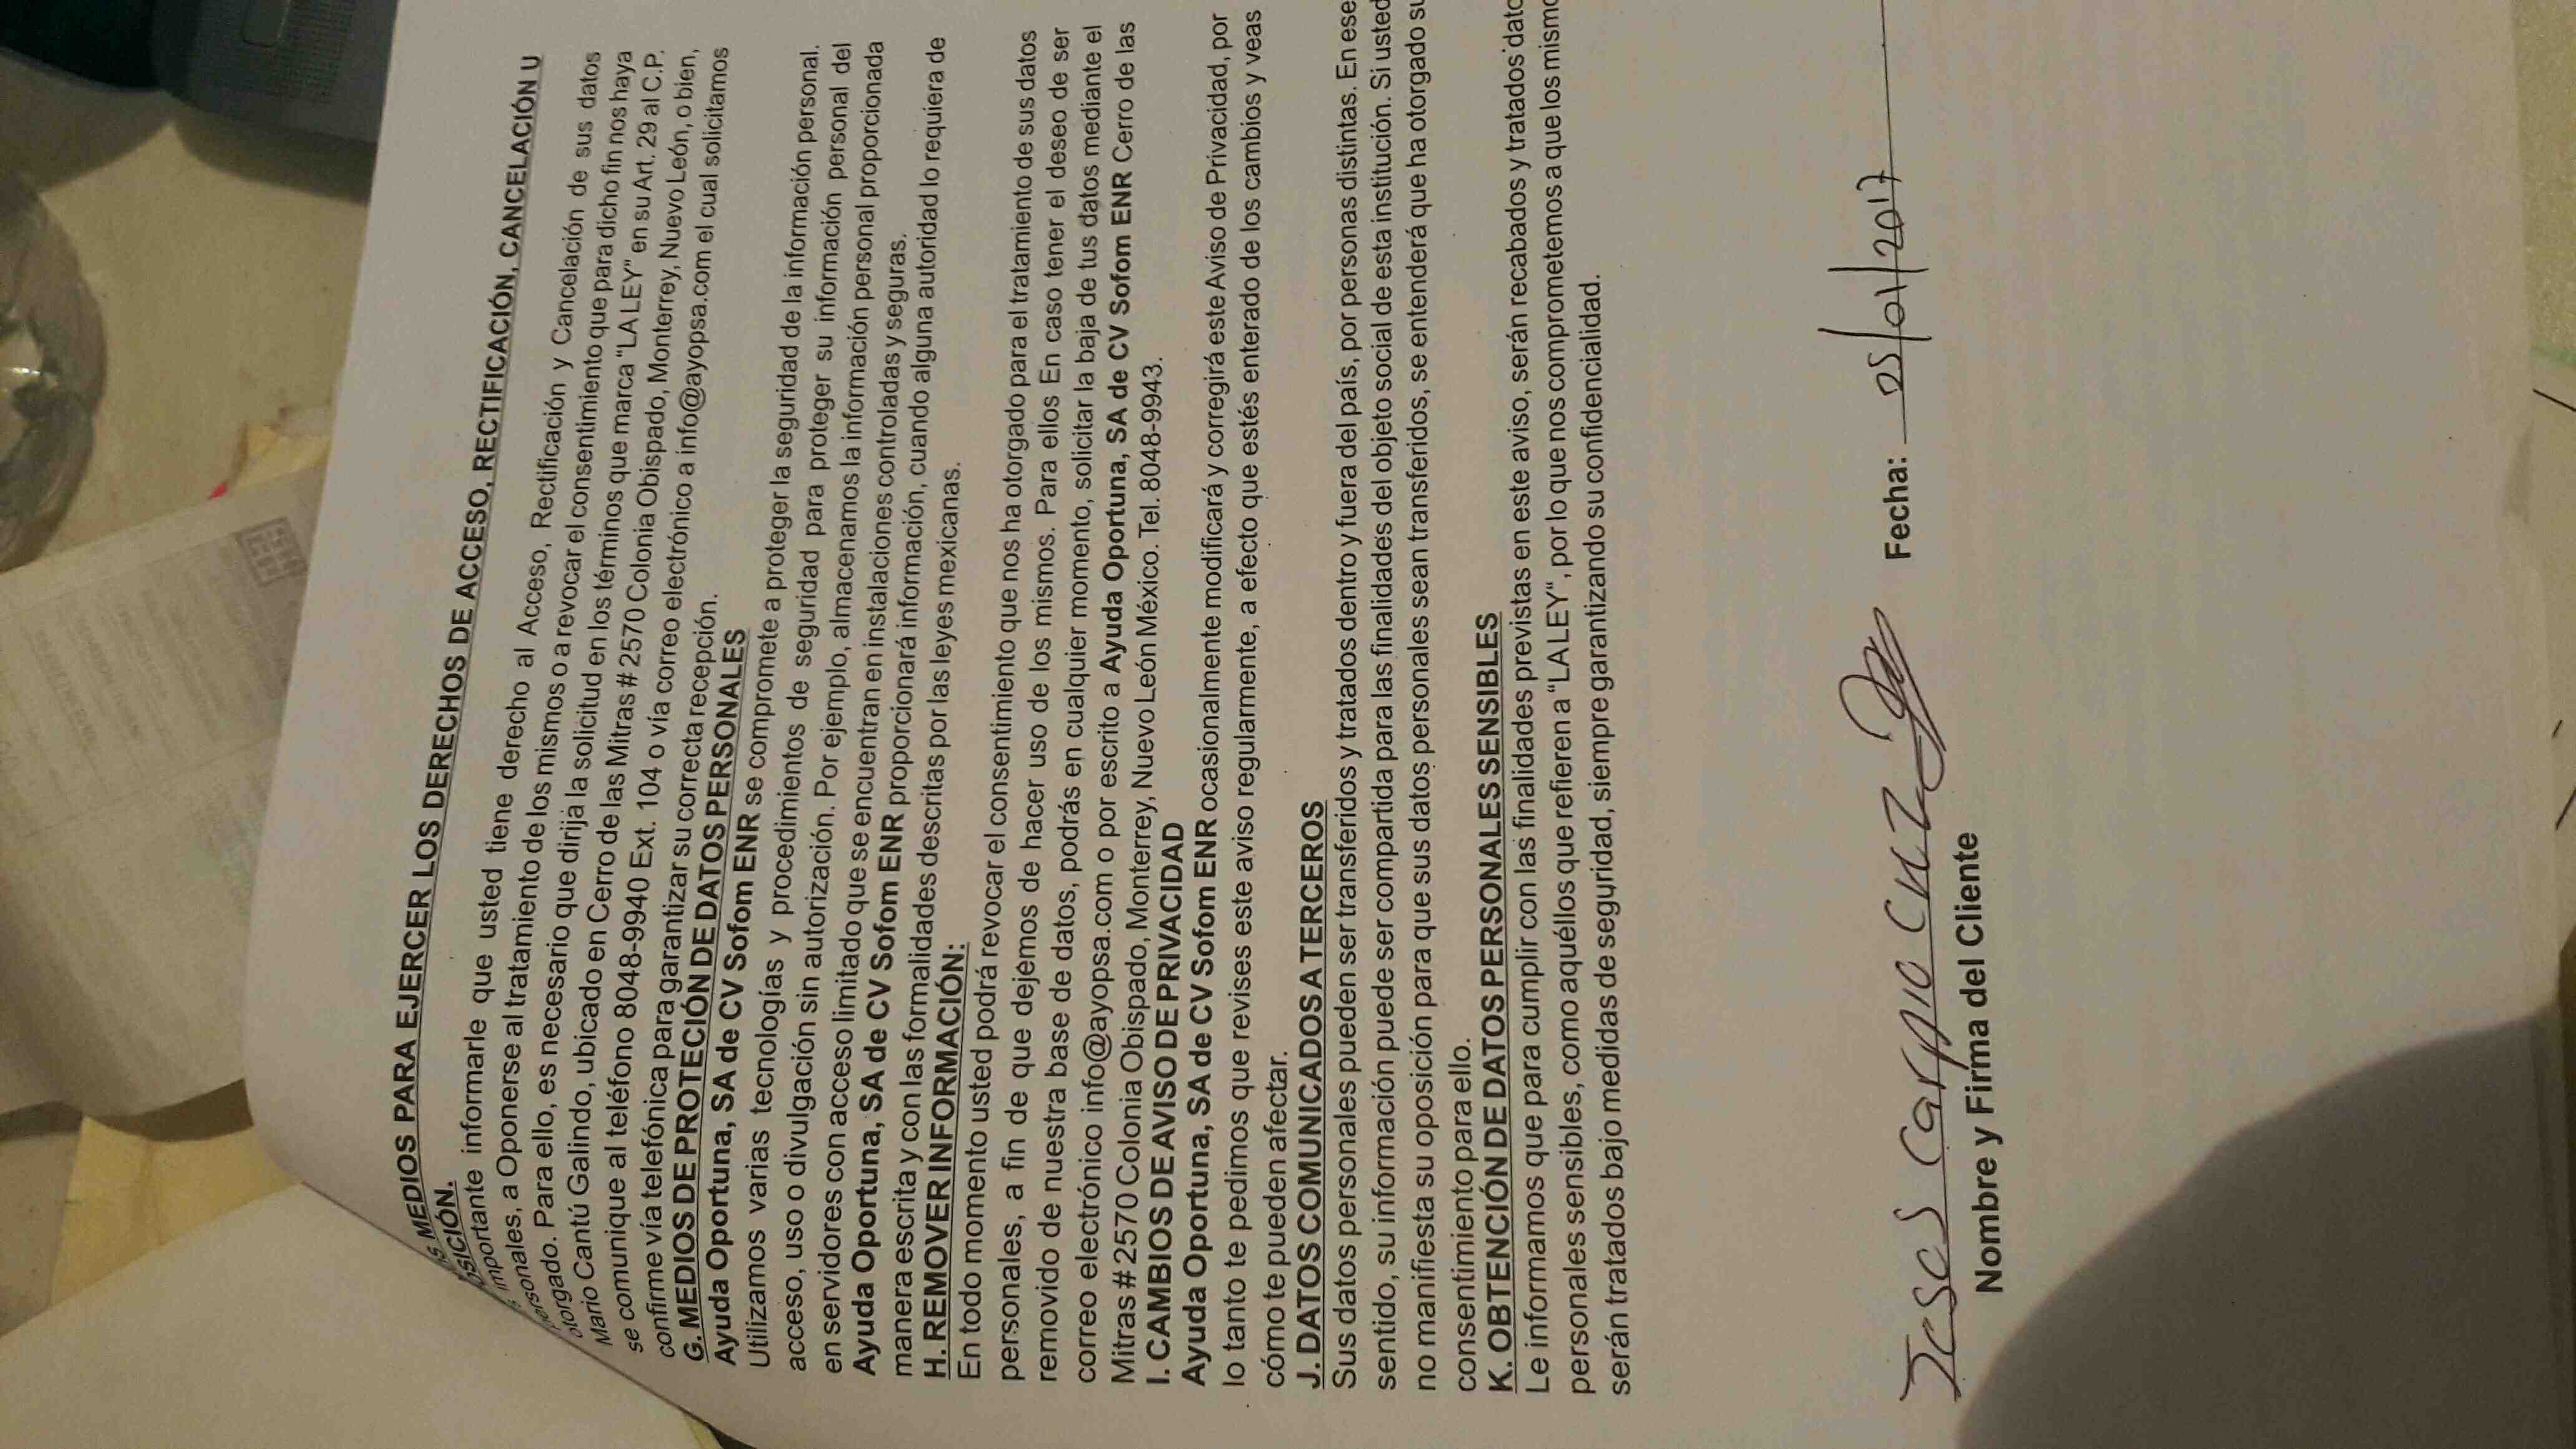 MEDIOS PARA EJERCER LOS DERECHOS DE ACCESO, RECTIFICACIÓN, CANCELACIÓN U
OSICIÓN.
importante informarle que usted tiene derecho al Acceso, Rectificación y Cancelación de sus datos
personales, a Oponerse al tratamiento de los mismos o a revocar el consentimiento que para dicho fin nos haya
otorgado. Para ello, es necesario que dirija la solicitud en los términos que marca "LA LEY" en su Art. 29 al C.P.
Mario Cantú Galindo, ubicado en Cerro de las Mitras # 2570 Colonia Obispado, Monterrey, Nuevo León, o bien,
se comunique al teléfono 8048-9940 Ext. 104 o vía correo electrónico a info@ayopsa.com el cual solicitamos
confirme vía telefónica para garantizar su correcta recepción.
G. MEDIOS DE PROTECIÓN DE DATOS PERSONALES
Ayuda Oportuna, SA de CV Sofom ENR se compromete a proteger la seguridad de la información personal.
Utilizamos varias tecnologías y procedimientos de seguridad para proteger su información personal del
acceso, uso o divulgación sin autorización. Por ejemplo, almacenamos la información personal proporcionada
en servidores con acceso limitado que se encuentran en instalaciones controladas y seguras.
Ayuda Oportuna, SA de CV Sofom ENR proporcionará información, cuando alguna autoridad lo requiera de
manera escrita y con las formalidades descritas por las leyes mexicanas.
H. REMOVER INFORMACIÓN:
En todo momento usted podrá revocar el consentimiento que nos ha otorgado para el tratamiento de sus datos
personales, a fin de que dejemos de hacer uso de los mismos. Para ellos En caso tener el deseo de ser
removido de nuestra base de datos, podrás en cualquier momento, solicitar la baja de tus datos mediante el
correo electrónico info@ayopsa.com o por escrito a Ayuda Oportuna, SA de CV Sofom ENR Cerro de las
Mitras # 2570 Colonia Obispado, Monterrey, Nuevo León México. Tel. 8048-9943.
I. CAMBIOS DE AVISO DE PRIVACIDAD
Ayuda Oportuna, SA de CV Sofom ENR ocasionalmente modificará y corregirá este Aviso de Privacidad, por
lo tanto te pedimos que revises este aviso regularmente, a efecto que estés enterado de los cambios y veas
cómo te pueden afectar.
J. DATOS COMUNICADOS A TERCEROS
Sus datos personales pueden ser transferidos y tratados dentro y fuera del país, por personas distintas. En ese
sentido, su información puede ser compartida para las finalidades del objeto social de esta institución. Si usted
no manifiesta su oposición para que sus datos personales sean transferidos, se entenderá que ha otorgado su
consentimiento para ello.
K. OBTENCIÓN DE DATOS PERSONALES SENSIBLES
Le informamos que para cumplir con las finalidades previstas en este aviso, serán recabados y tratados dato
personales sensibles, como aquéllos que refieren a "LA LEY", por lo que nos comprometemos a que los mismo
serán tratados bajo medidas de seguridad, siempre garantizando su confidencialidad.
Jesus Carpio Cruz Fecha: 25/01/2017
Nombre y Firma del Cliente